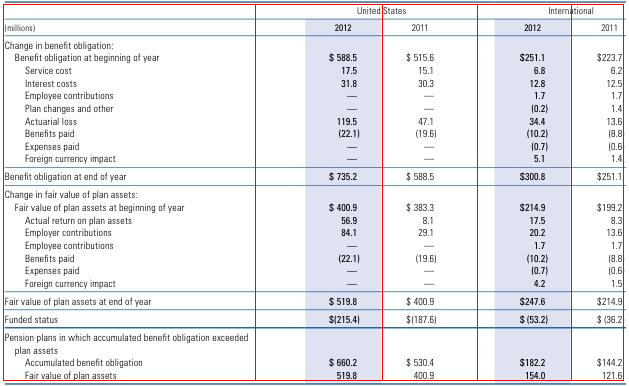 United States International
(millions) 2012 2011 2012 2011
Change in benefit obligation:
Benefit obligation at beginning of year $ 588.5 $ 515.6 $251.1 $223.7
Service cost 17.5 15.1 6.8 6.2
Interest costs 31.8 30.3 12.8 12.5
Employee contributions — — 1.7 1.7
Plan changes and other — — (0.2) 1.4
Actuarial loss 119.5 47.1 34.4 13.6
Benefits paid (22.1) (19.6) (10.2) (8.8
Expenses paid — — (0.7) (0.6
Foreign currency impact — — 5.1 1.4
Benefit obligation at end of year $ 735.2 $ 588.5 $300.8 $251.1
Change in fair value of plan assets:
Fair value of plan assets at beginning of year $ 400.9 $ 383.3 $214.9 $199.2
Actual return on plan assets 56.9 8.1 17.5 8.3
Employer contributions 84.1 29.1 20.2 13.6
Employee contributions — — 1.7 1.7
Benefits paid (22.1) (19.6) (10.2) (8.8
Expenses paid — — (0.7) (0.6
Foreign currency impact — — 4.2 1.5
Fair value of plan assets at end of year $ 519.8 $ 400.9 $247.6 $214.9
Funded status $(215.4) $(187.6) $ (53.2) $ (36.2
Pension plans in which accumulated benefit obligation exceeded
plan assets
Accumulated benefit obligation $ 660.2 $ 530.4 $182.2 $144.2
Fair value of plan assets 519.8 400.9 154.0 121.6